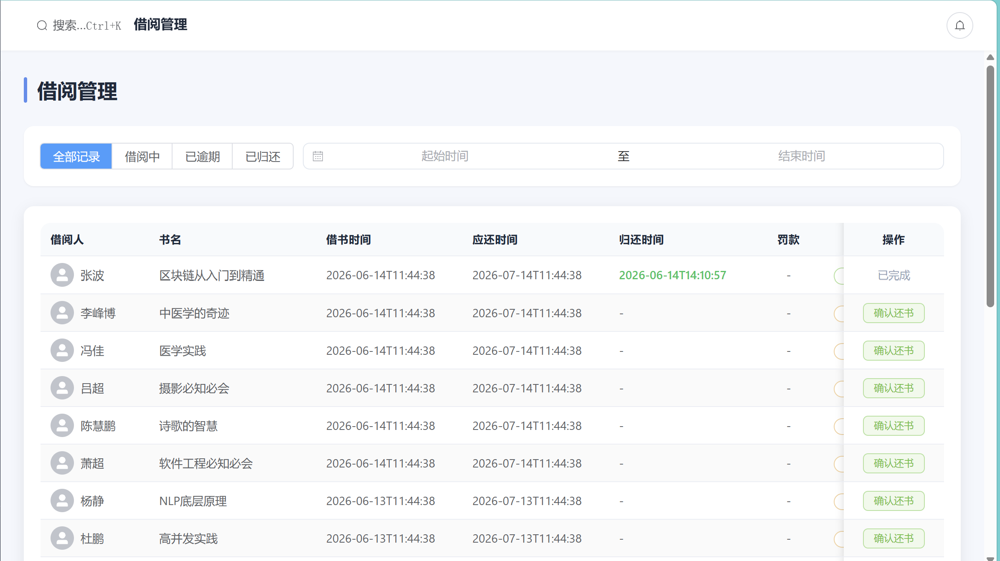 搜索...Ctrl+K 借阅管理
借阅管理
全部记录 借阅中 已逾期 已归还 起始时间 至 结束时间
借阅人 书名 借书时间 应还时间 归还时间 罚款 操作
张波 区块链从入门到精通 2026-06-14T11:44:38 2026-07-14T11:44:38 2026-06-14T14:10:57 - 已完成
李峰博 中医学的奇迹 2026-06-14T11:44:38 2026-07-14T11:44:38 - - 确认还书
冯佳 医学实践 2026-06-14T11:44:38 2026-07-14T11:44:38 - - 确认还书
吕超 摄影必知必会 2026-06-14T11:44:38 2026-07-14T11:44:38 - - 确认还书
陈慧鹏 诗歌的智慧 2026-06-14T11:44:38 2026-07-14T11:44:38 - - 确认还书
萧超 软件工程必知必会 2026-06-14T11:44:38 2026-07-14T11:44:38 - - 确认还书
杨静 NLP底层原理 2026-06-13T11:44:38 2026-07-13T11:44:38 - - 确认还书
杜鹏 高并发实践 2026-06-13T11:44:38 2026-07-13T11:44:38 - - 确认还书